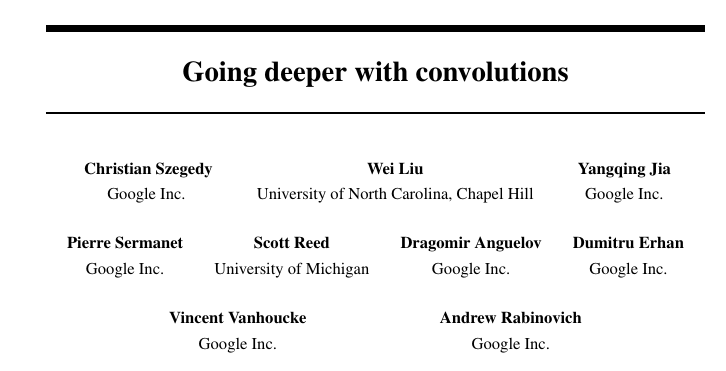 Going deeper with convolutions
Christian Szegedy Wei Liu Yangqing Jia
Google Inc. University of North Carolina, Chapel Hill Google Inc.
Pierre Sermanet Scott Reed Dragomir Anguelov Dumitru Erhan
Google Inc. University of Michigan Google Inc. Google Inc.
Vincent Vanhoucke Andrew Rabinovich
Google Inc. Google Inc.